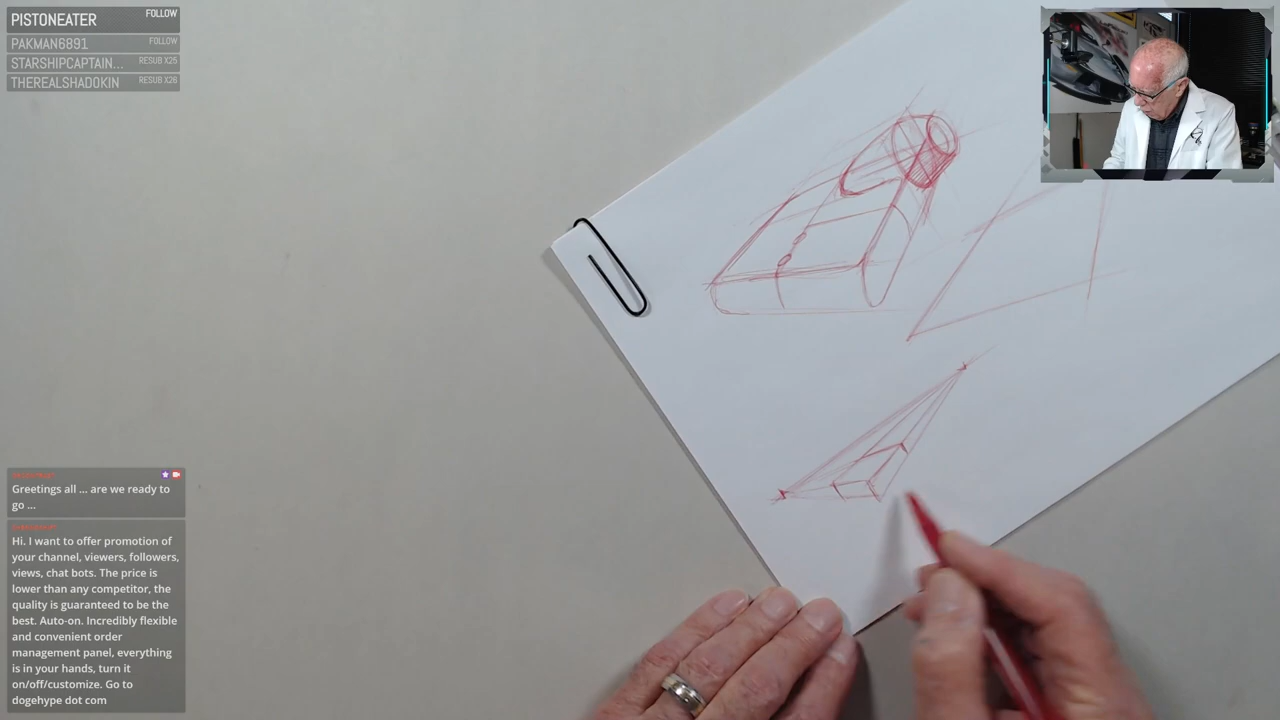 PISTONEATER FOLLOW
PAKMAN6891 FOLLOW
STARSHIPCAPTAIN... RESUB X25
THEREALSHADOKIN RESUB X26
Greetings all ... are we ready to
go ...
Hi. I want to offer promotion of
your channel, viewers, followers,
views, chat bots. The price is
lower than any competitor, the
quality is guaranteed to be the
best. Auto-on. Incredibly flexible
and convenient order
management panel, everything
is in your hands, turn it
on/off/customize. Go to
dogehype dot com